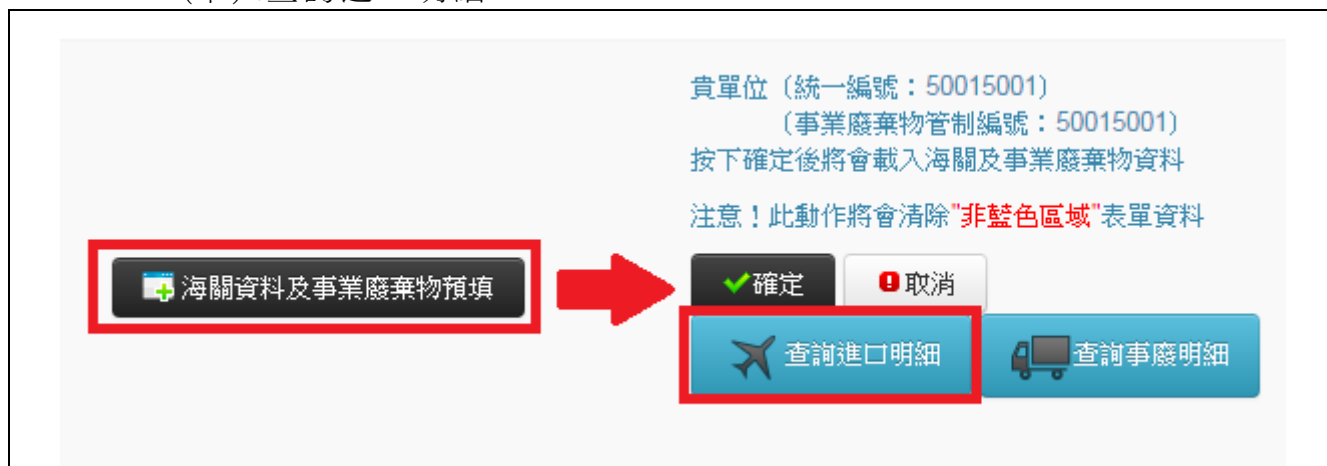 貴單位（統一編號：50015001）
（事業廢棄物管制編號：50015001）
按下確定後將會載入海關及事業廢棄物資料
注意！此動作將會清除"非藍色區域"表單資料
海關資料及事業廢棄物預填
確定 取消
查詢進口明細 查詢事廢明細